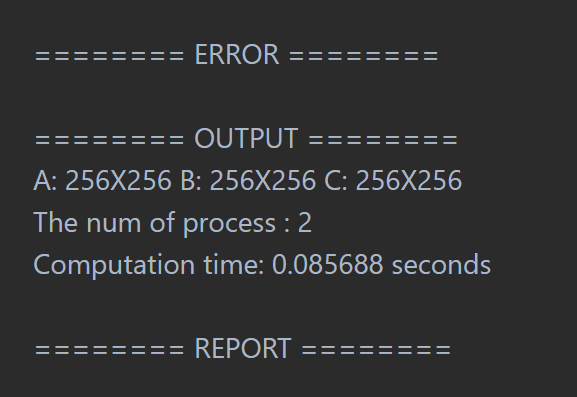 ======== ERROR ========
======== OUTPUT ========
A: 256X256 B: 256X256 C: 256X256
The num of process : 2
Computation time: 0.085688 seconds
======== REPORT ========